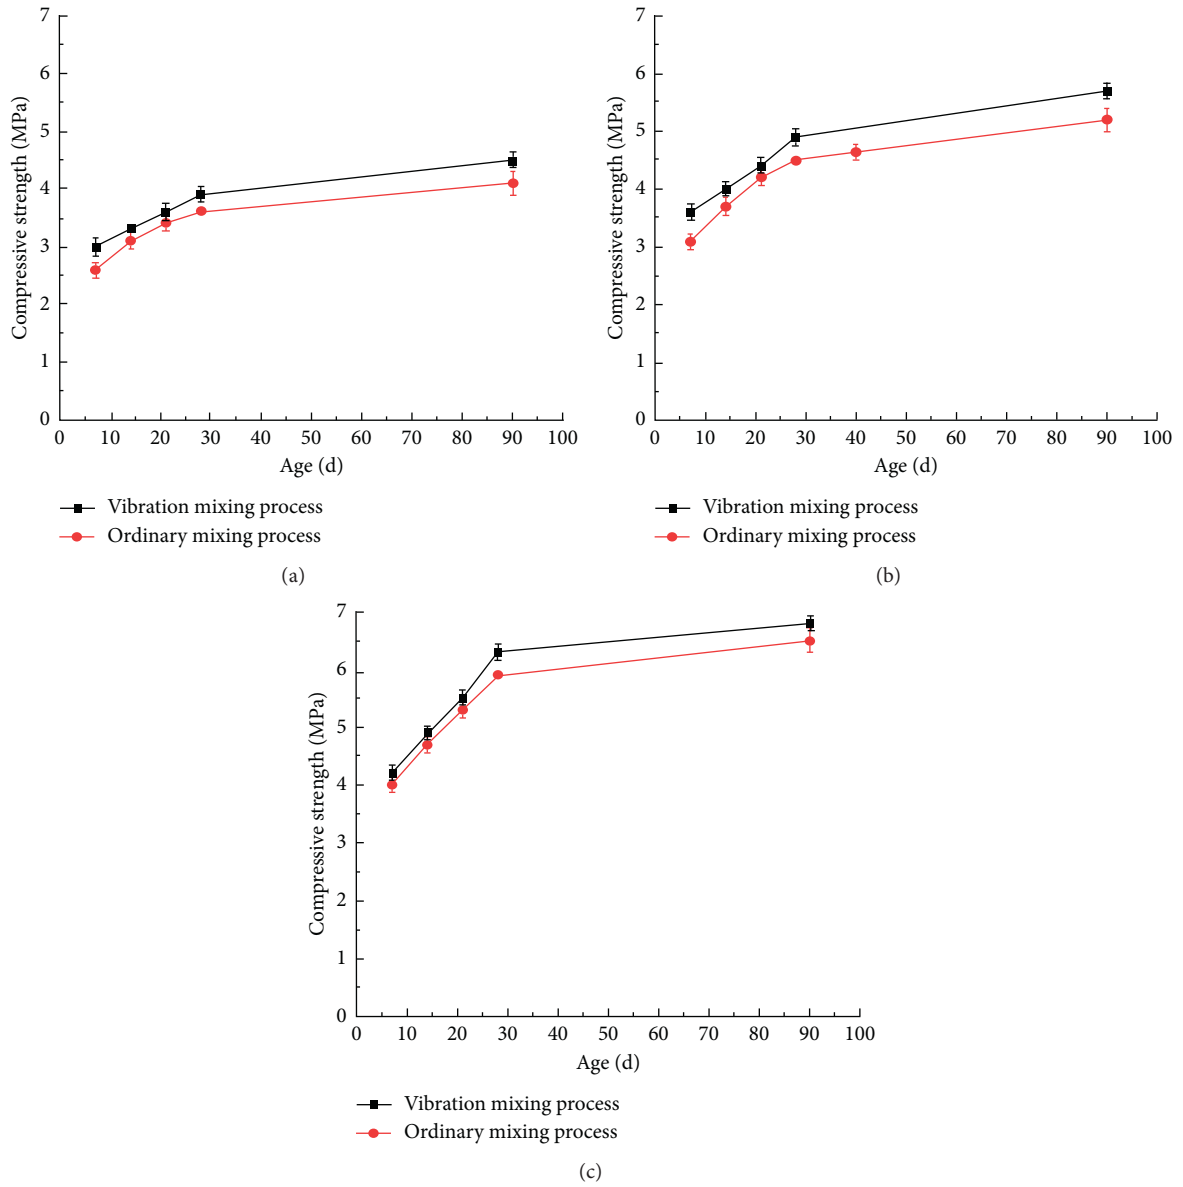 7
6
5
4
3
2
1
0
Compressive strength (MPa)
0 10 20 30 40 50 60 70 80 90 100
Age (d)
Vibration mixing process
Ordinary mixing process
(a)
7
6
5
4
3
2
1
0
Compressive strength (MPa)
0 10 20 30 40 50 60 70 80 90 100
Age (d)
Vibration mixing process
Ordinary mixing process
(b)
7
6
5
4
3
2
1
0
Compressive strength (MPa)
0 10 20 30 40 50 60 70 80 90 100
Age (d)
Vibration mixing process
Ordinary mixing process
(c)